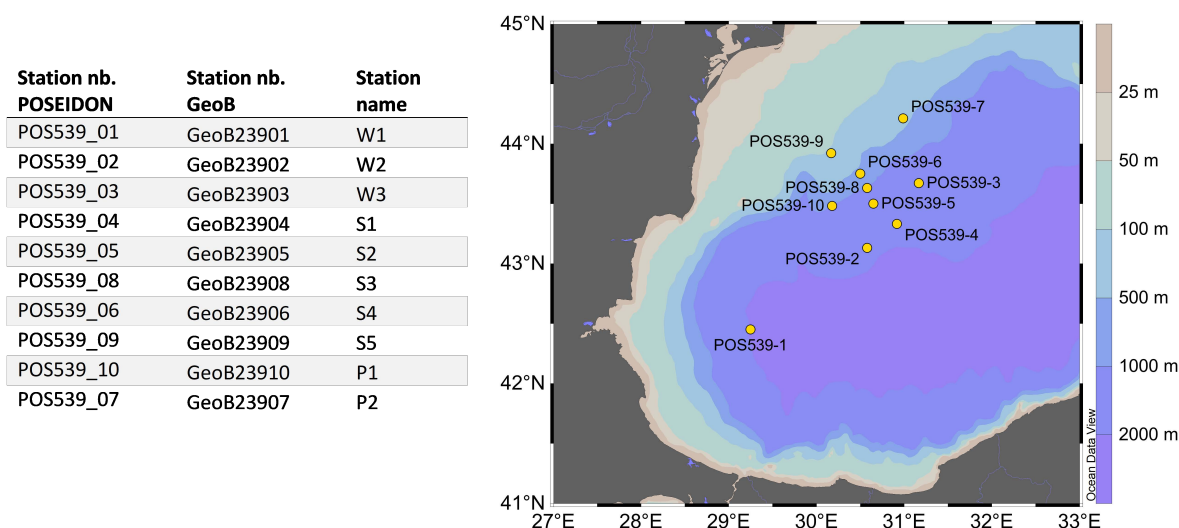 Station nb. Station nb. Station
POSEIDON GeoB name
POS539_01 GeoB23901 W1
POS539_02 GeoB23902 W2
POS539_03 GeoB23903 W3
POS539_04 GeoB23904 S1
POS539_05 GeoB23905 S2
POS539_08 GeoB23908 S3
POS539_06 GeoB23906 S4
POS539_09 GeoB23909 S5
POS539_10 GeoB23910 P1
POS539_07 GeoB23907 P2
45°N
44°N
43°N
42°N
41°N
27°E 28°E 29°E 30°E 31°E 32°E 33°E
POS539-7
POS539-9
POS539-6
POS539-8
POS539-3
POS539-10
POS539-5
POS539-4
POS539-2
POS539-1
25 m
50 m
100 m
500 m
1000 m
2000 m
Ocean Data View